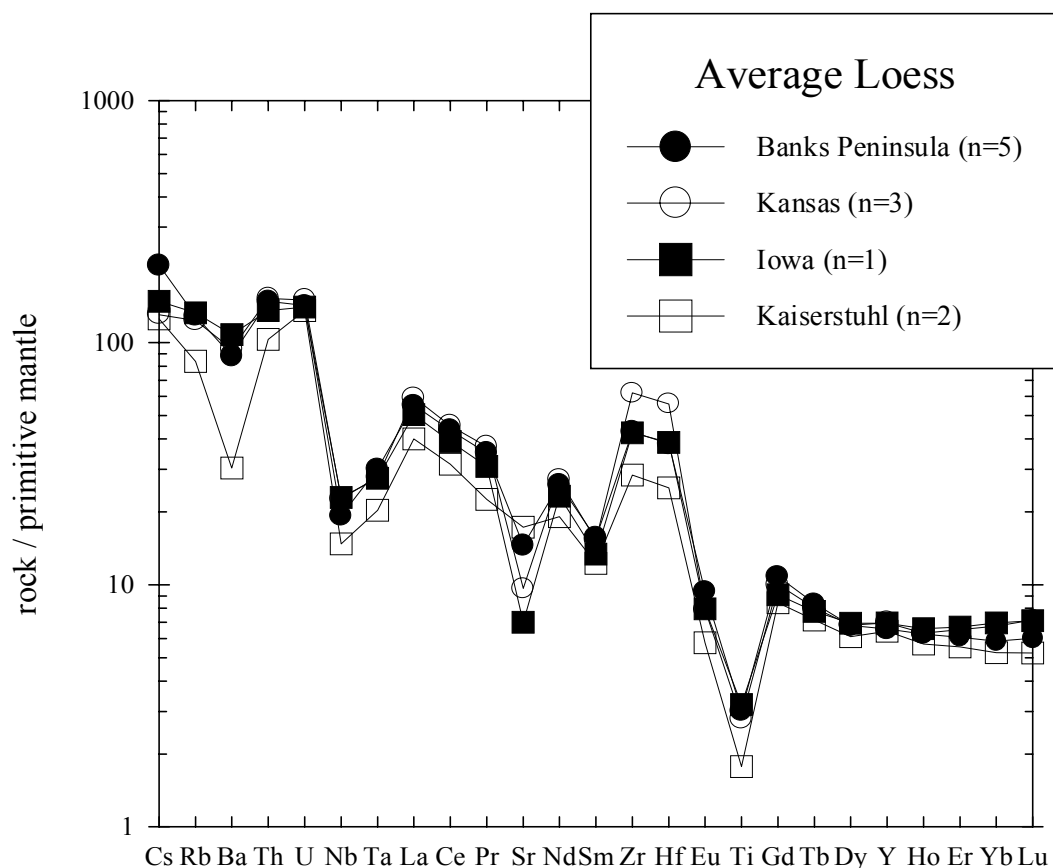 Average Loess
Banks Peninsula (n=5)
Kansas (n=3)
Iowa (n=1)
Kaiserstuhl (n=2)
1000
100
10
1
rock / primitive mantle
Cs Rb Ba Th U Nb Ta La Ce Pr Sr Nd Sm Zr Hf Eu Ti Gd Tb Dy Y Ho Er Yb Lu